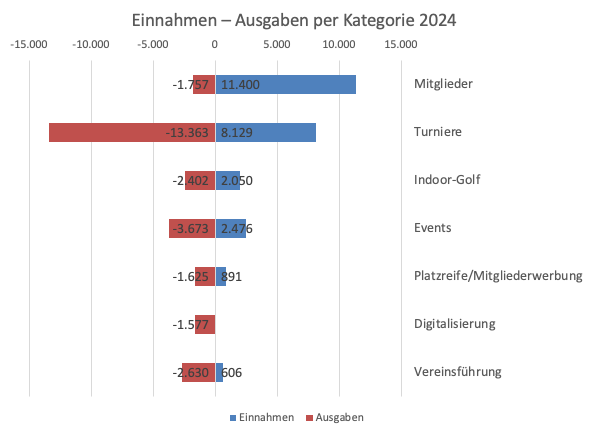 Einnahmen – Ausgaben per Kategorie 2024
-15.000 -10.000 -5.000 0 5.000 10.000 15.000
-1.757 11.400 Mitglieder
-13.363 8.129 Turniere
-2.402 2.050 Indoor-Golf
-3.673 2.476 Events
-1.625 891 Platzreife/Mitgliederwerbung
-1.577 Digitalisierung
-2.630 606 Vereinsführung
Einnahmen Ausgaben